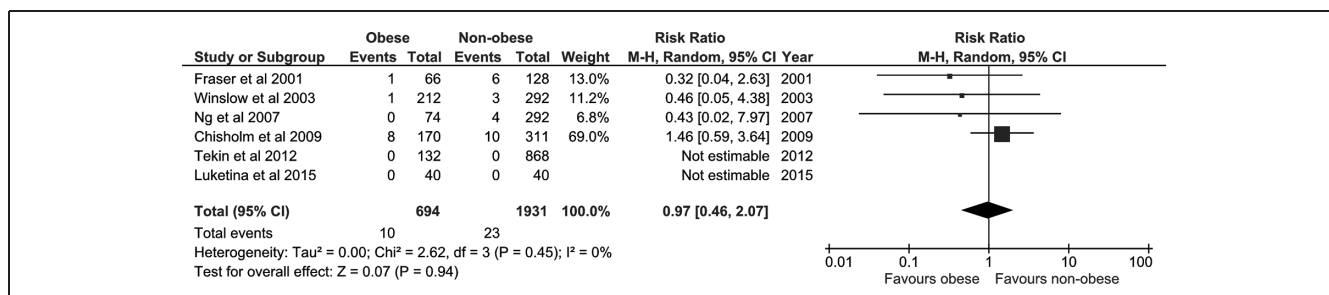 Obese Non-obese Risk Ratio Risk Ratio
Study or Subgroup Events Total Events Total Weight M-H, Random, 95% CI Year M-H, Random, 95% CI
Fraser et al 2001 1 66 6 128 13.0% 0.32 [0.04, 2.63] 2001
Winslow et al 2003 1 212 3 292 11.2% 0.46 [0.05, 4.38] 2003
Ng et al 2007 0 74 4 292 6.8% 0.43 [0.02, 7.97] 2007
Chisholm et al 2009 8 170 10 311 69.0% 1.46 [0.59, 3.64] 2009
Tekin et al 2012 0 132 0 868 Not estimable 2012
Luketina et al 2015 0 40 0 40 Not estimable 2015
Total (95% CI) 694 1931 100.0% 0.97 [0.46, 2.07]
Total events 10 23
Heterogeneity: Tau² = 0.00; Chi² = 2.62, df = 3 (P = 0.45); I² = 0%
Test for overall effect: Z = 0.07 (P = 0.94)
0.01 0.1 1 10 100
Favours obese Favours non-obese